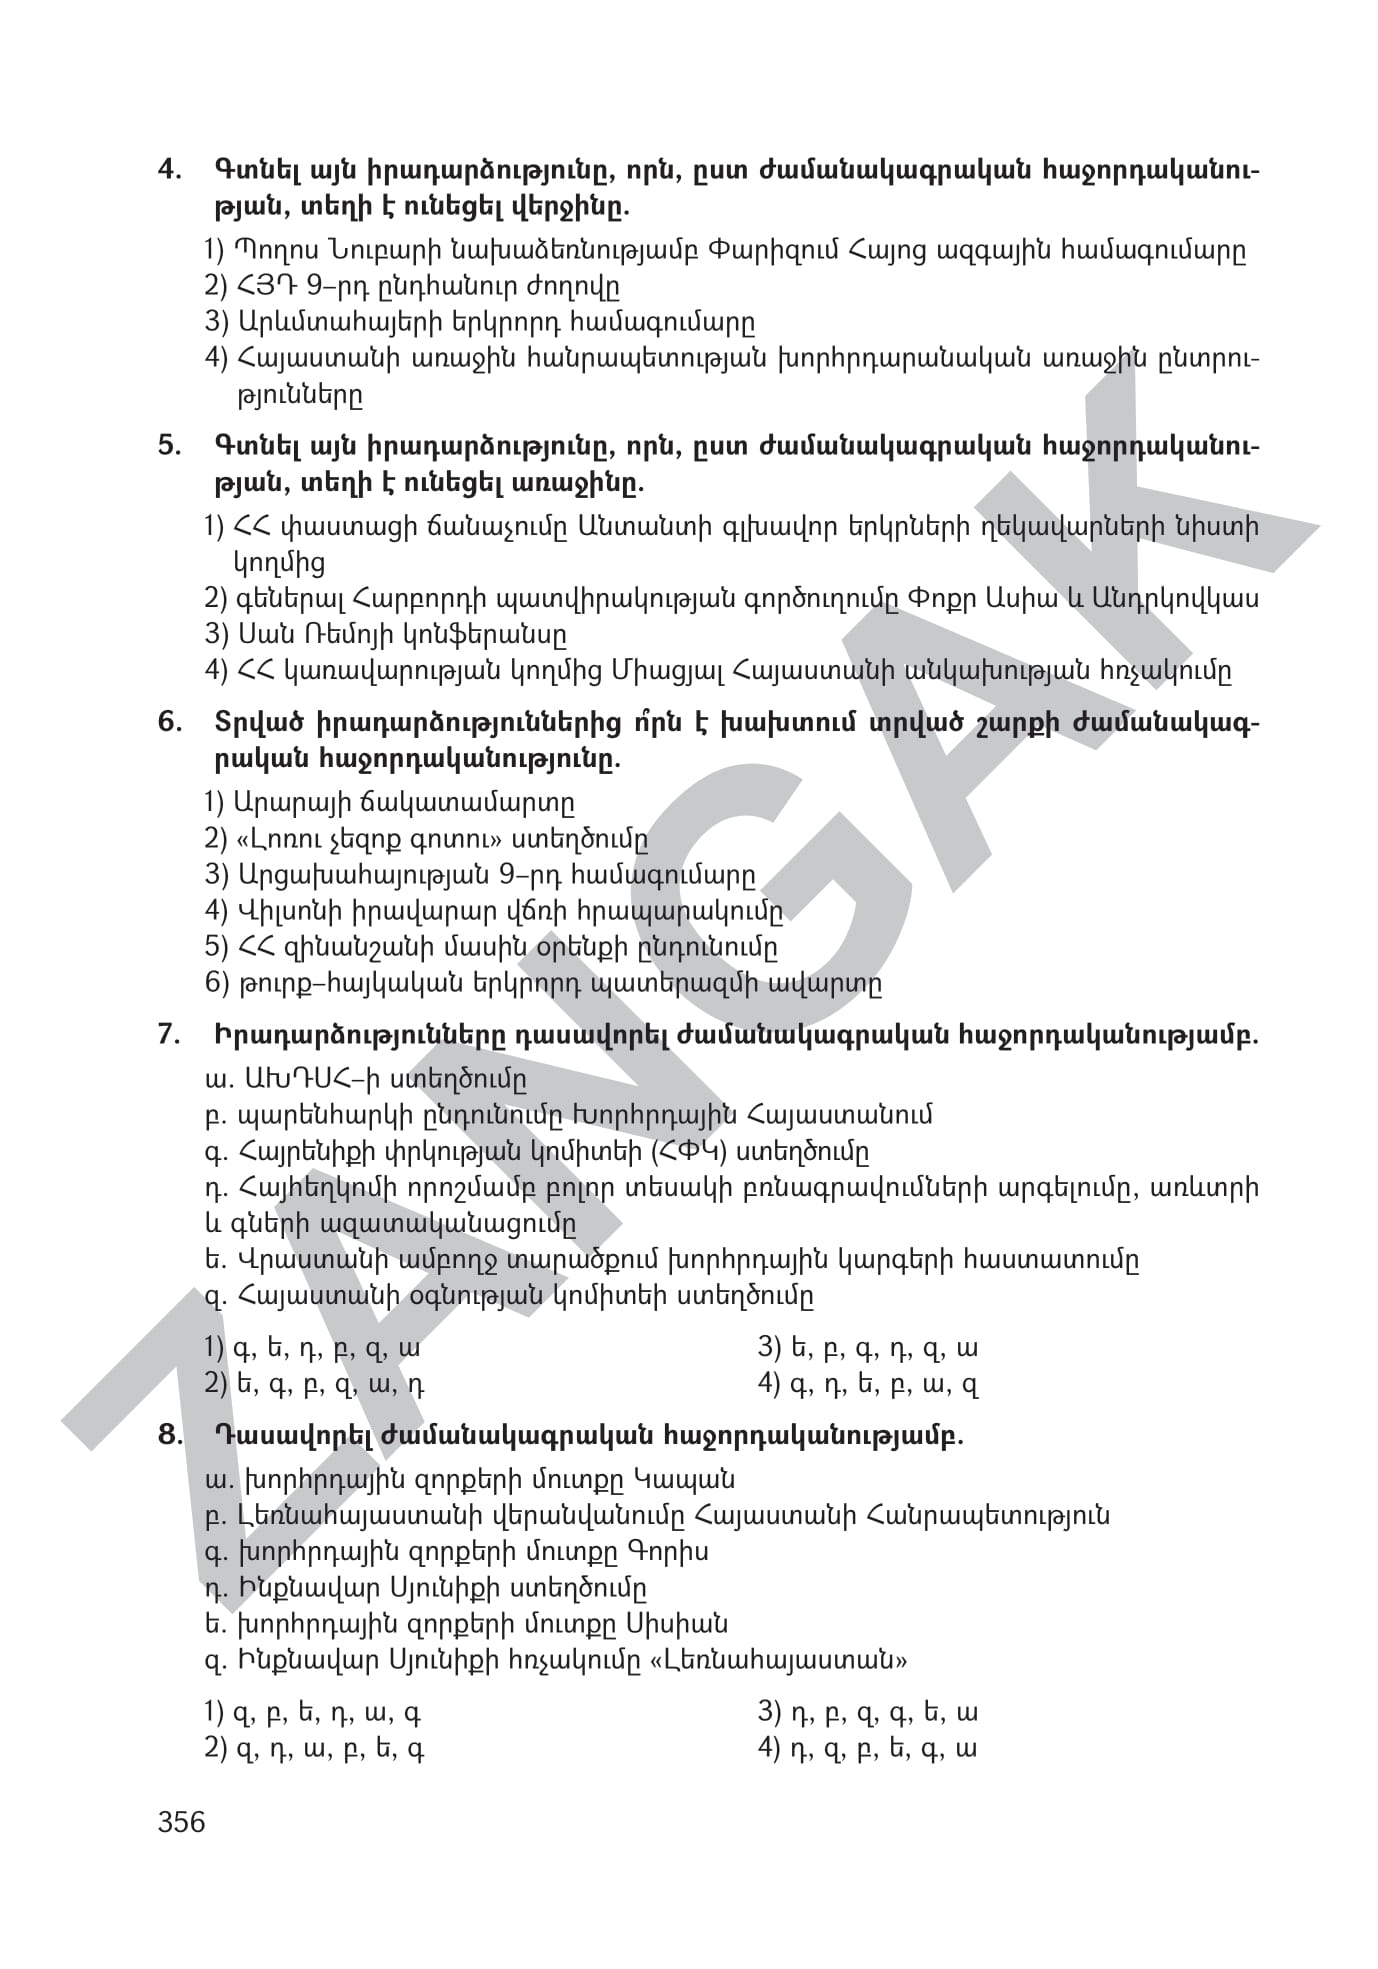 4. Գտնել այն իրադարձությունը, որն, ըստ ժամանակագրական հաջորդականու-
թյան, տեղի է ունեցել վերջինը.
1) Պողոս Նուբարի նախաձեռնությամբ Փարիզում Հայոց ազգային համագումարը
2) ՀՅԴ 9–րդ ընդհանուր ժողովը
3) Արևմտահայերի երկրորդ համագումարը
4) Հայաստանի առաջին հանրապետության խորհրդարանական առաջին ընտրու-
թյունները
5. Գտնել այն իրադարձությունը, որն, ըստ ժամանակագրական հաջորդականու-
թյան, տեղի է ունեցել առաջինը.
1) ՀՀ փաստացի ճանաչումը Անտանտի գլխավոր երկրների ղեկավարների նիստի
կողմից
2) գեներալ Հարբորդի պատվիրակության գործուղումը Փոքր Ասիա և Անդրկովկաս
3) Սան Ռեմոյի կոնֆերանսը
4) ՀՀ կառավարության կողմից Միացյալ Հայաստանի անկախության հռչակումը
6. Տրված իրադարձություններից ո՞րն է խախտում տրված շարքի ժամանակագ-
րական հաջորդականությունը.
1) Արարայի ճակատամարտը
2) «Լոռու չեզոք գոտու» ստեղծումը
3) Արցախահայության 9–րդ համագումարը
4) Վիլսոնի իրավարար վճռի հրապարակումը
5) ՀՀ զինանշանի մասին օրենքի ընդունումը
6) թուրք–հայկական երկրորդ պատերազմի ավարտը
7. Իրադարձությունները դասավորել ժամանակագրական հաջորդականությամբ.
ա. ԱԽԴՍՀ–ի ստեղծումը
բ. պարենհարկի ընդունումը Խորհրդային Հայաստանում
գ. Հայրենիքի փրկության կոմիտեի (ՀՓԿ) ստեղծումը
դ. Հայհեղկոմի որոշմամբ բոլոր տեսակի բռնագրավումների արգելումը, առևտրի
և գների ազատականացումը
ե. Վրաստանի ամբողջ տարածքում խորհրդային կարգերի հաստատումը
զ. Հայաստանի օգնության կոմիտեի ստեղծումը
1) գ, ե, դ, բ, զ, ա
3) ե, բ, գ, դ, զ, ա
2) ե, գ, բ, զ, ա, դ
4) գ, դ, ե, բ, ա, զ
8. Դասավորել ժամանակագրական հաջորդականությամբ.
ա. խորհրդային զորքերի մուտքը Կապան
բ. Լեռնահայաստանի վերանվանումը Հայաստանի Հանրապետություն
գ. խորհրդային զորքերի մուտքը Գորիս
դ. Ինքնավար Սյունիքի ստեղծումը
ե. խորհրդային զորքերի մուտքը Սիսիան
զ. Ինքնավար Սյունիքի հռչակումը «Լեռնահայաստան»
1) զ, բ, ե, դ, ա, գ
3) դ, բ, զ, գ, ե, ա
2) զ, դ, ա, բ, ե, գ
4) դ, զ, բ, ե, գ, ա
356
ZANGAK